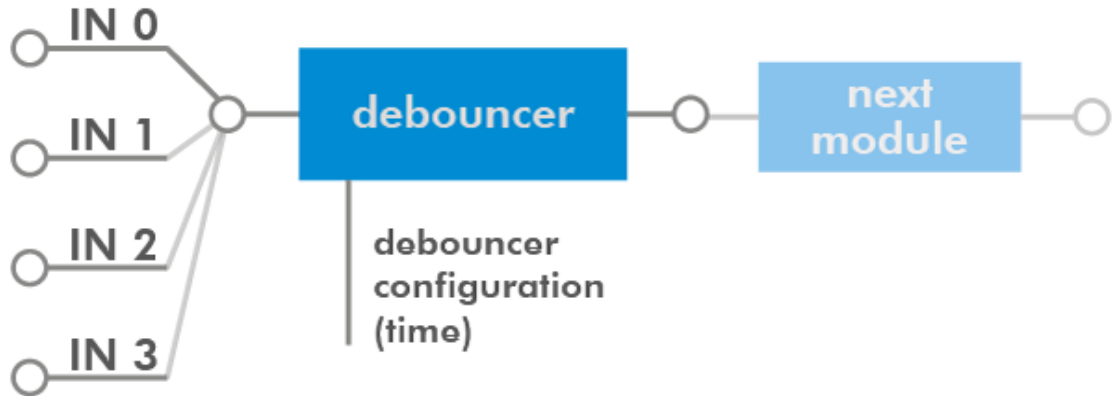 IN 0
IN 1
IN 2
IN 3
debouncer
debouncer
configuration
(time)
next
module